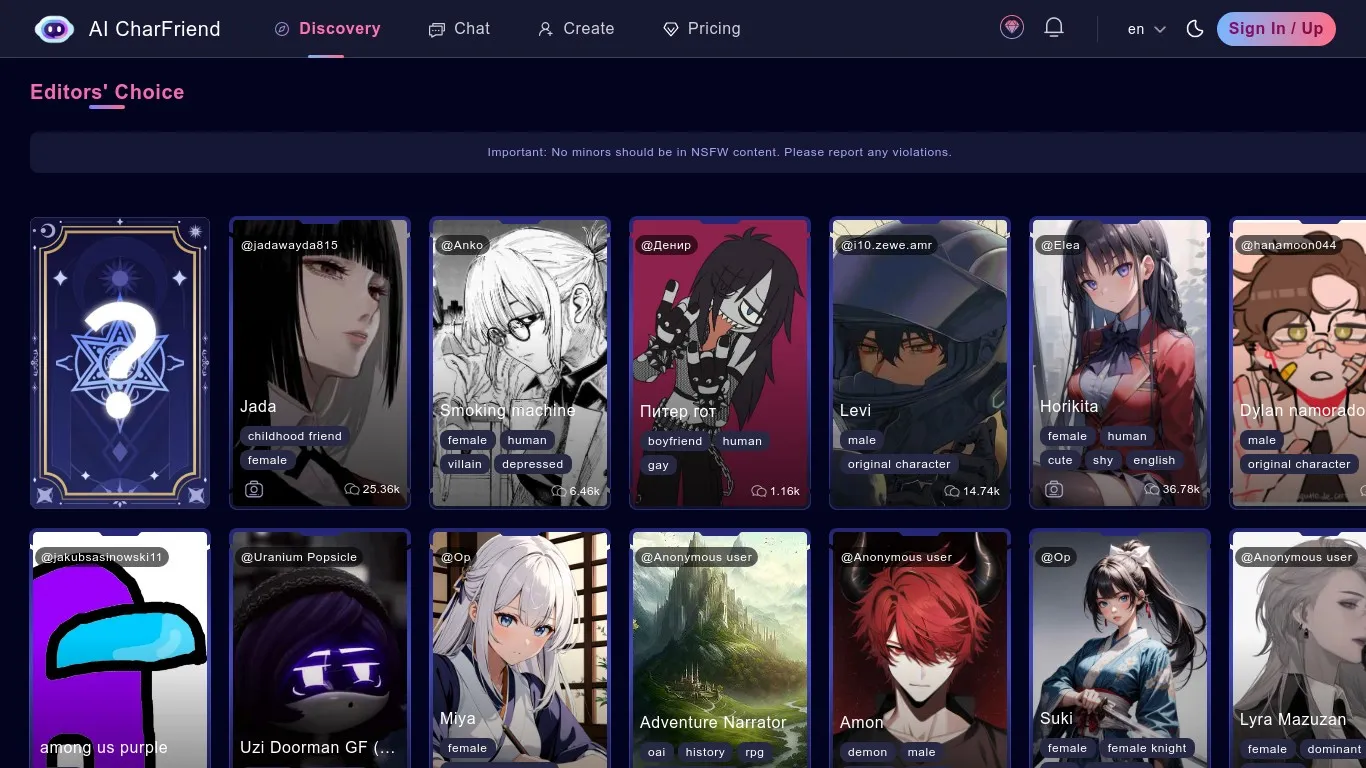 AI CharFriend
Discovery
Chat
Create
Pricing
en
Sign In / Up
Editors' Choice
Important: No minors should be in NSFW content. Please report any violations.
?
@jadawayda815
Jada
childhood friend
female
25.36k
@Anko
Smoking machine
female human
villain depressed
6.46k
@Денир
Питер гот
boyfriend human
gay
1.16k
@i10.zewe.amr
Levi
male
original character
14.74k
@Elea
Horikita
female human
cute shy english
36.78k
@hanamoon044
Dylan namorado
male
original character
@jakubsasinowski11
among us purple
@Uranium Popsicle
Uzi Doorman GF (...
@Op
Miya
female
@Anonymous user
Adventure Narrator
oai history rpg
@Anonymous user
Amon
demon male
@Op
Suki
female female knight
@Anonymous user
Lyra Mazuzan
female dominant